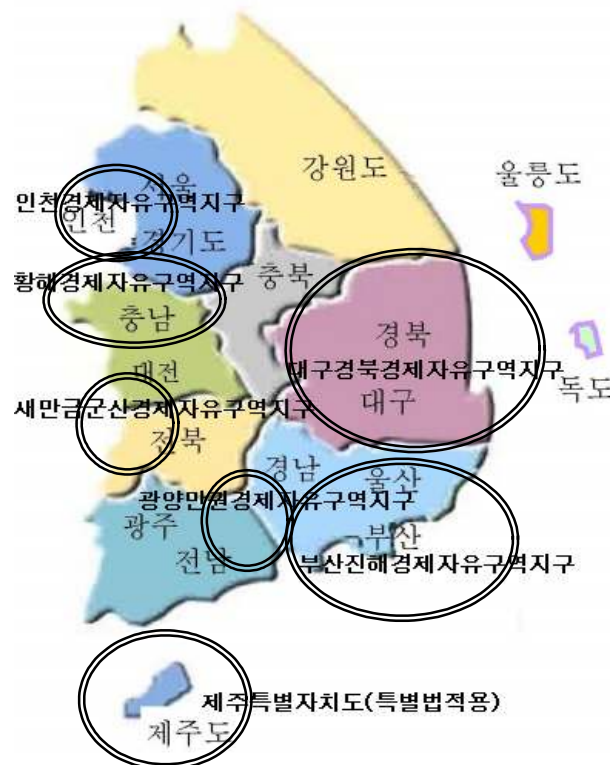 강원도
울릉도
서울
인천경제자유구역지구
인천
경기도
충북
황해경제자유구역지구
충남
경북
독도
대전
대구경북경제자유구역지구
대구
새만금군산경제자유구역지구
전북
경남
울산
광양만권경제자유구역지구
광주
부산
전남
부산진해경제자유구역지구
제주특별자치도(특별법적용)
제주도